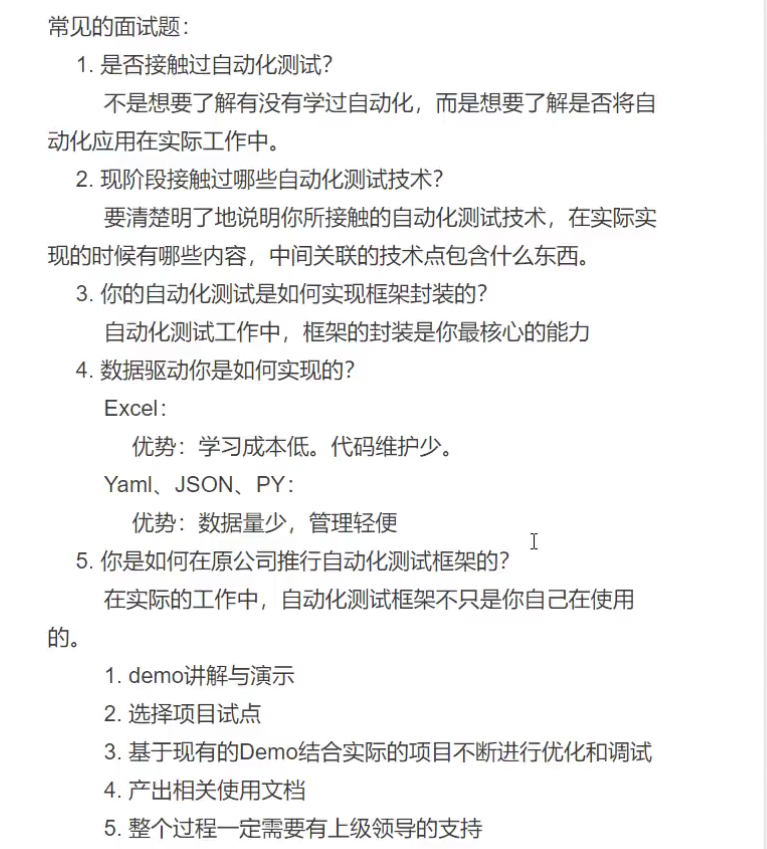 常见的面试题：
1. 是否接触过自动化测试？
不是想要了解有没有学过自动化，而是想要了解是否将自
动化应用在实际工作中。
2. 现阶段接触过哪些自动化测试技术？
要清楚明了地说明你所接触的自动化测试技术，在实际实
现的时候有哪些内容，中间关联的技术点包含什么东西。
3. 你的自动化测试是如何实现框架封装的？
自动化测试工作中，框架的封装是你最核心的能力
4. 数据驱动你是如何实现的？
Excel：
优势：学习成本低。代码维护少。
Yaml、JSON、PY：
优势：数据量少，管理轻便
5. 你是如何在原公司推行自动化测试框架的？
在实际的工作中，自动化测试框架不只是你自己在使用
的。
1. demo讲解与演示
2. 选择项目试点
3. 基于现有的Demo结合实际的项目不断进行优化和调试
4. 产出相关使用文档
5. 整个过程一定需要有上级领导的支持